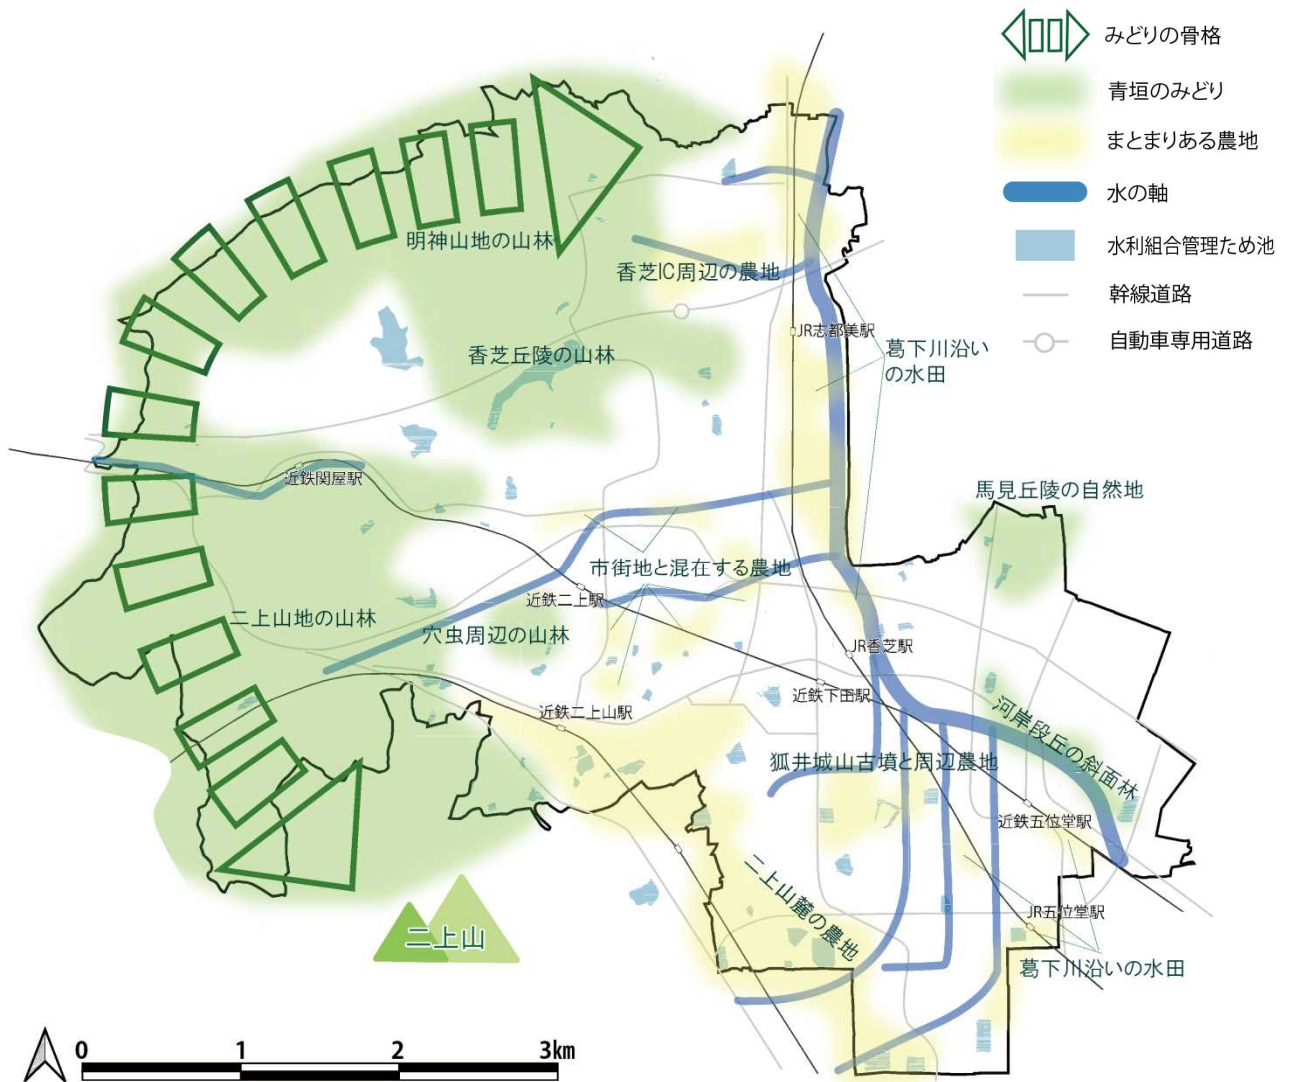 みどりの骨格
青垣のみどり
まとまりある農地
水の軸
水利組合管理ため池
幹線道路
自動車専用道路
明神山地の山林
香芝IC周辺の農地
JR志都美駅
葛下川沿い
の水田
香芝丘陵の山林
近鉄関屋駅
馬見丘陵の自然地
市街地と混在する農地
近鉄二上駅
二上山地の山林
穴虫周辺の山林
JR香芝駅
近鉄下田駅
近鉄二上山駅
河岸段丘の斜面林
狐井城山古墳と周辺農地
近鉄五位堂駅
二上山麓の農地
JR五位堂駅
二上山
葛下川沿いの水田
0 1 2 3km